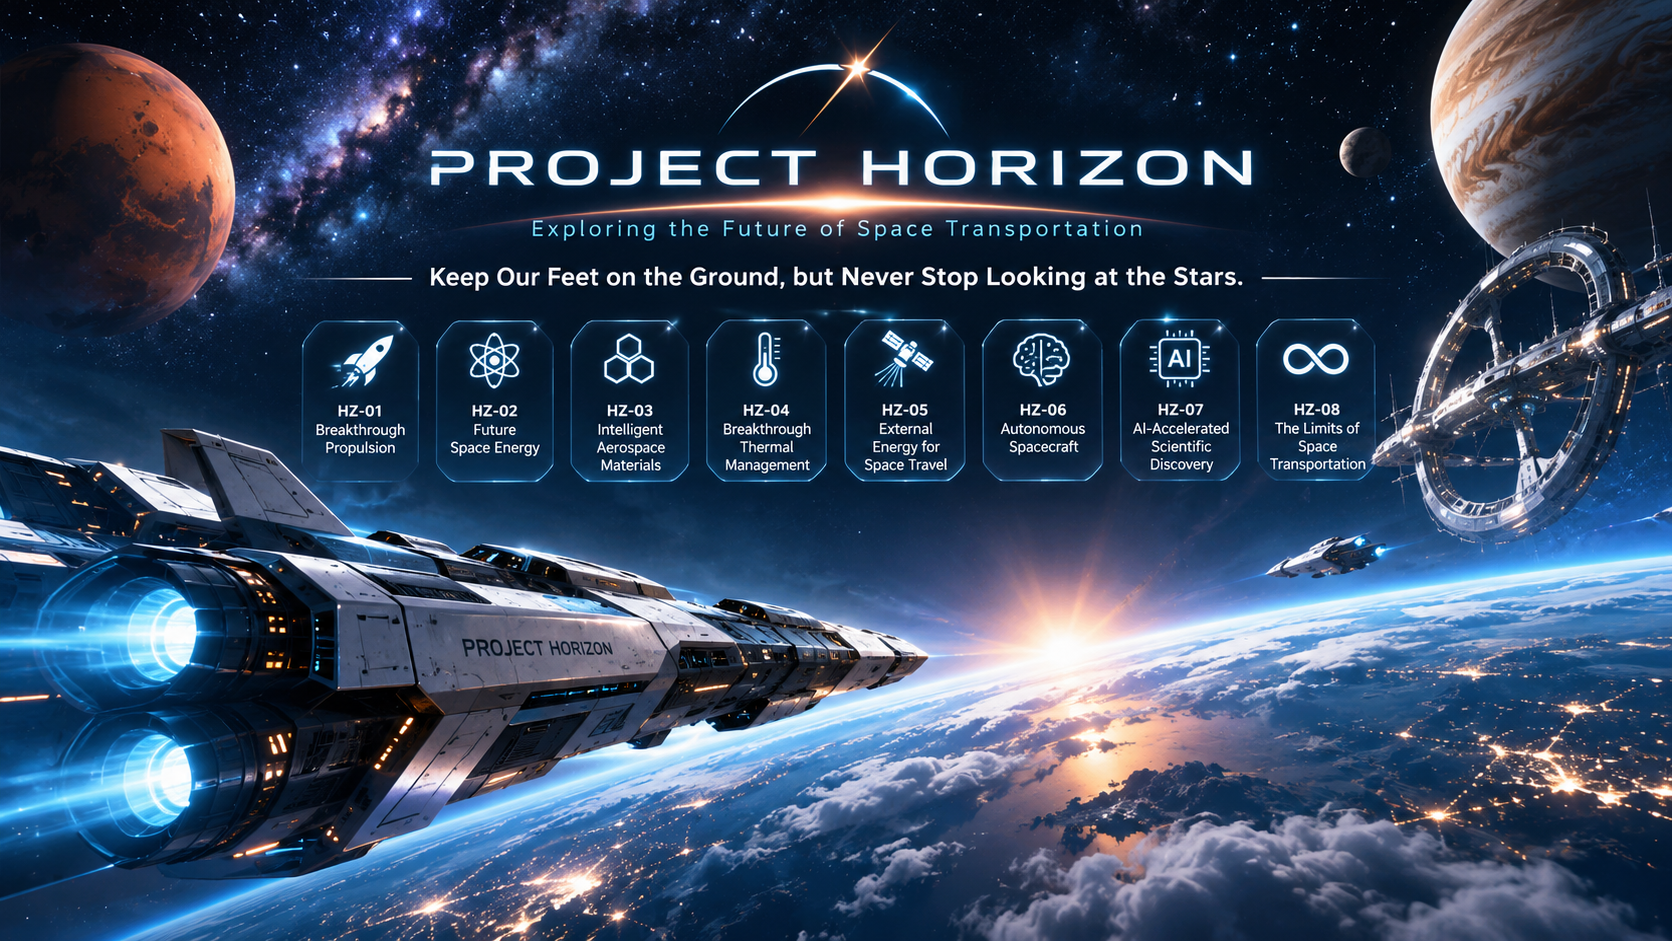 PROJECT HORIZON
Exploring the Future of Space Transportation
Keep Our Feet on the Ground, but Never Stop Looking at the Stars.
HZ-01
Breakthrough
Propulsion
HZ-02
Future
Space Energy
HZ-03
Intelligent
Aerospace
Materials
HZ-04
Breakthrough
Thermal
Management
HZ-05
External
Energy for
Space Travel
HZ-06
Autonomous
Spacecraft
AI
HZ-07
AI-Accelerated
Scientific
Discovery
HZ-08
The Limits of
Space
Transportation
PROJECT HORIZON